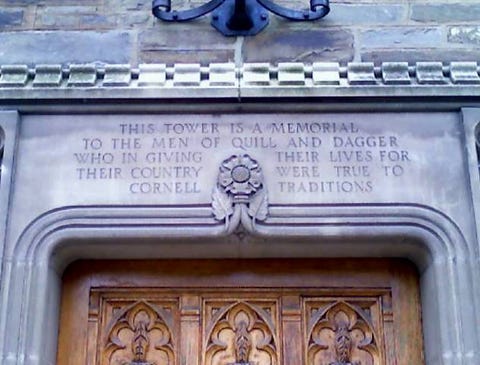 THIS TOWER IS A MEMORIAL
TO THE MEN OF QUILL AND DAGGER
WHO IN GIVING THEIR LIVES FOR
THEIR COUNTRY WERE TRUE TO
CORNELL TRADITIONS